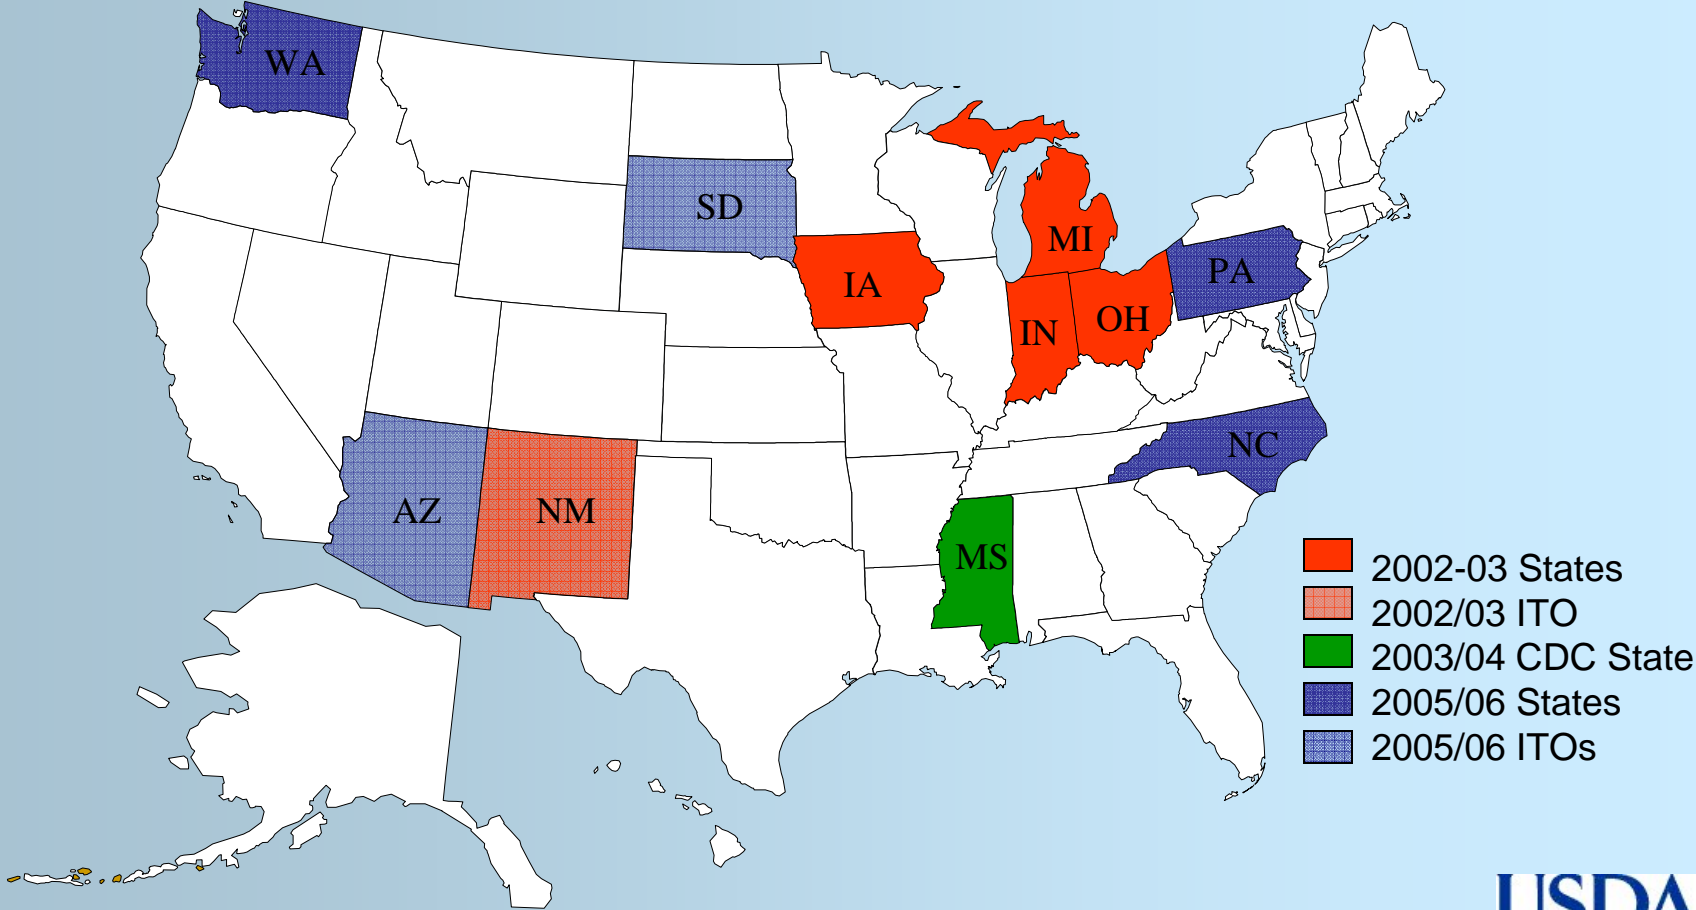 WA
SD
MI
PA
IA
IN
OH
NC
AZ
NM
MS
2002-03 States
2002/03 ITO
2003/04 CDC State
2005/06 States
2005/06 ITOs
USDA